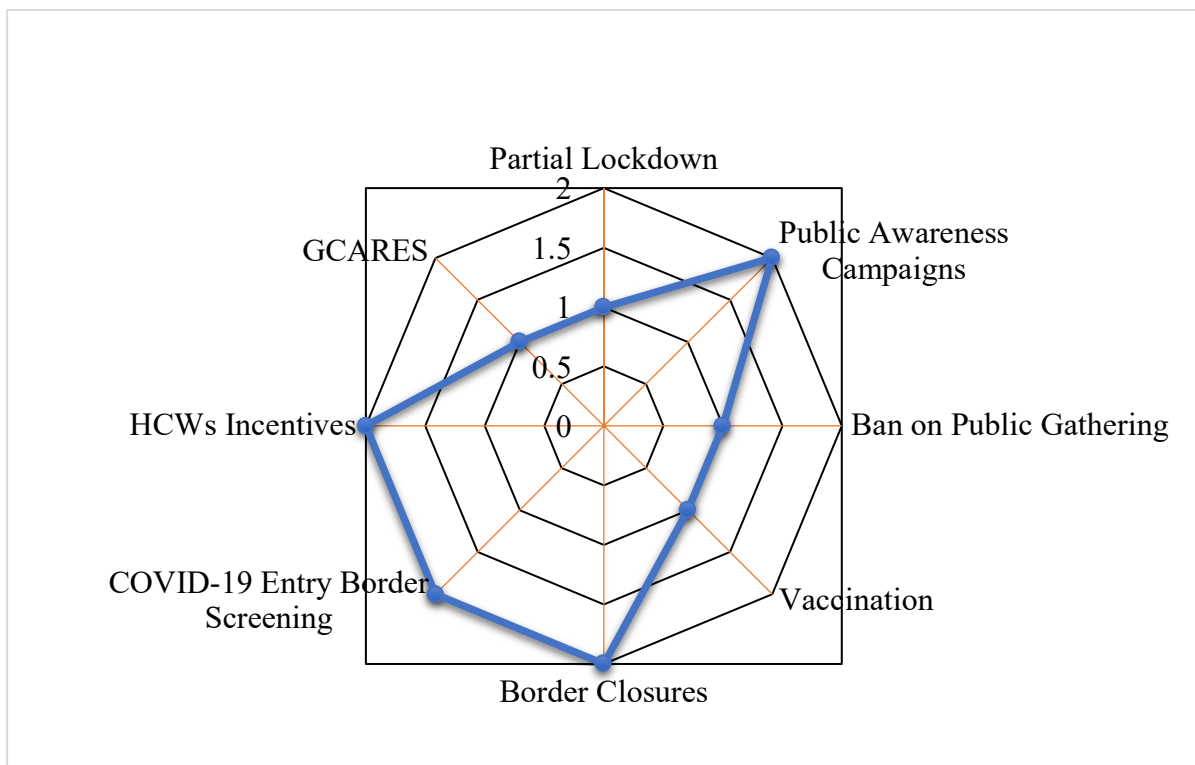 Partial Lockdown
2
Public Awareness
Campaigns
GCARES
1.5
1
0.5
HCWs Incentives
0
Ban on Public Gathering
COVID-19 Entry Border
Screening
Vaccination
Border Closures